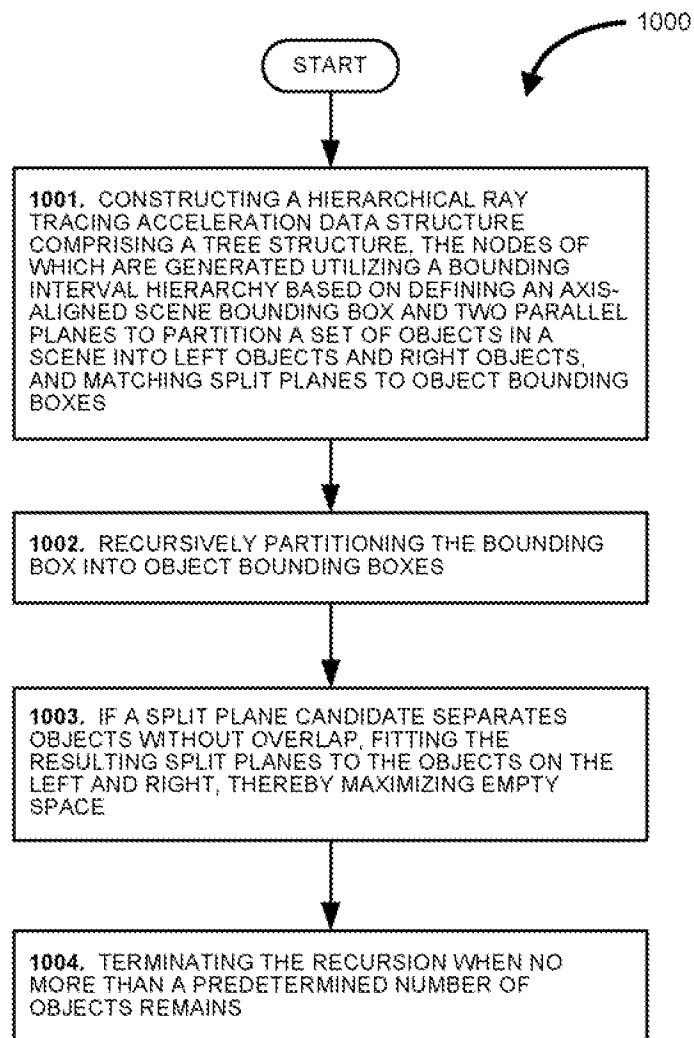 1000
START
1001. CONSTRUCTING A HIERARCHICAL RAY
TRACING ACCELERATION DATA STRUCTURE
COMPRISING A TREE STRUCTURE. THE NODES OF
WHICH ARE GENERATED UTILIZING A BOUNDING
INTERVAL HIERARCHY BASED ON DEFINING AN AXIS-
ALIGNED SCENE BOUNDING BOX AND TWO PARALLEL
PLANES TO PARTITION A SET OF OBJECTS IN A
SCENE INTO LEFT OBJECTS AND RIGHT OBJECTS,
AND MATCHING SPLIT PLANES TO OBJECT BOUNDING
BOXES
1002. RECURSIVELY PARTITIONING THE BOUNDING
BOX INTO OBJECT BOUNDING BOXES
1003. IF A SPLIT PLANE CANDIDATE SEPARATES
OBJECTS WITHOUT OVERLAP, FITTING THE
RESULTING SPLIT PLANES TO THE OBJECTS ON THE
LEFT AND RIGHT, THEREBY MAXIMIZING EMPTY
SPACE
1004. TERMINATING THE RECURSION WHEN NO
MORE THAN A PREDETERMINED NUMBER OF
OBJECTS REMAINS